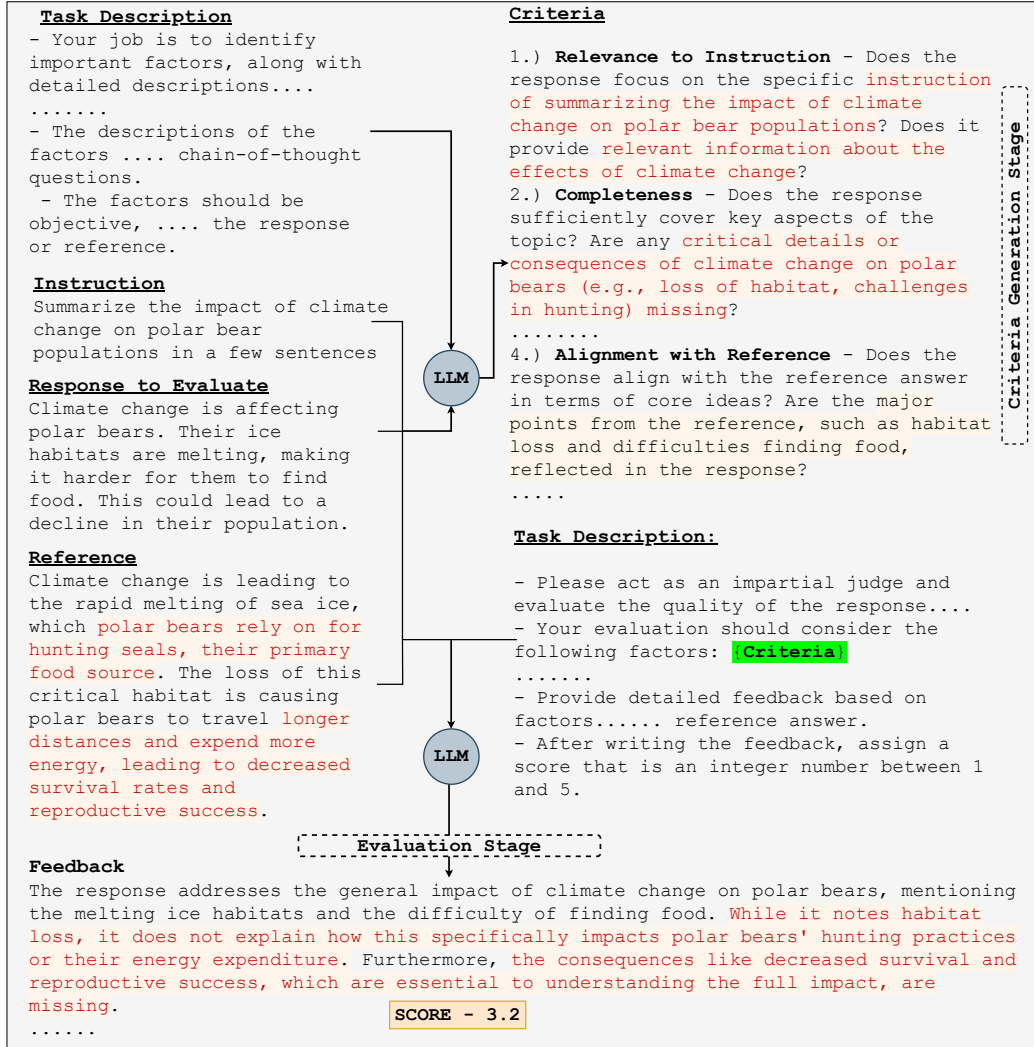 Task Description
- Your job is to identify
important factors, along with
detailed descriptions....
.......
- The descriptions of the
factors .... chain-of-thought
questions.
- The factors should be
objective, .... the response
or reference.
Instruction
Summarize the impact of climate
change on polar bear
populations in a few sentences
Response to Evaluate
Climate change is affecting
polar bears. Their ice
habitats are melting, making
it harder for them to find
food. This could lead to a
decline in their population.
Reference
Climate change is leading to
the rapid melting of sea ice,
which polar bears rely on for
hunting seals, their primary
food source. The loss of this
critical habitat is causing
polar bears to travel longer
distances and expend more
energy, leading to decreased
survival rates and
reproductive success.
LLM
Criteria
1.) Relevance to Instruction - Does the
response focus on the specific instruction
of summarizing the impact of climate
change on polar bear populations? Does it
provide relevant information about the
effects of climate change?
2.) Completeness - Does the response
sufficiently cover key aspects of the
topic? Are any critical details or
consequences of climate change on polar
bears (e.g., loss of habitat, challenges
in hunting) missing?
........
4.) Alignment with Reference - Does the
response align with the reference answer
in terms of core ideas? Are the major
points from the reference, such as habitat
loss and difficulties finding food,
reflected in the response?
.....
Criteria Generation Stage
Task Description:
- Please act as an impartial judge and
evaluate the quality of the response....
- Your evaluation should consider the
following factors: {Criteria}
.......
- Provide detailed feedback based on
factors...... reference answer.
- After writing the feedback, assign a
score that is an integer number between 1
and 5.
LLM
Evaluation Stage
Feedback
The response addresses the general impact of climate change on polar bears, mentioning
the melting ice habitats and the difficulty of finding food. While it notes habitat
loss, it does not explain how this specifically impacts polar bears' hunting practices
or their energy expenditure. Furthermore, the consequences like decreased survival and
reproductive success, which are essential to understanding the full impact, are
missing.
......
SCORE - 3.2